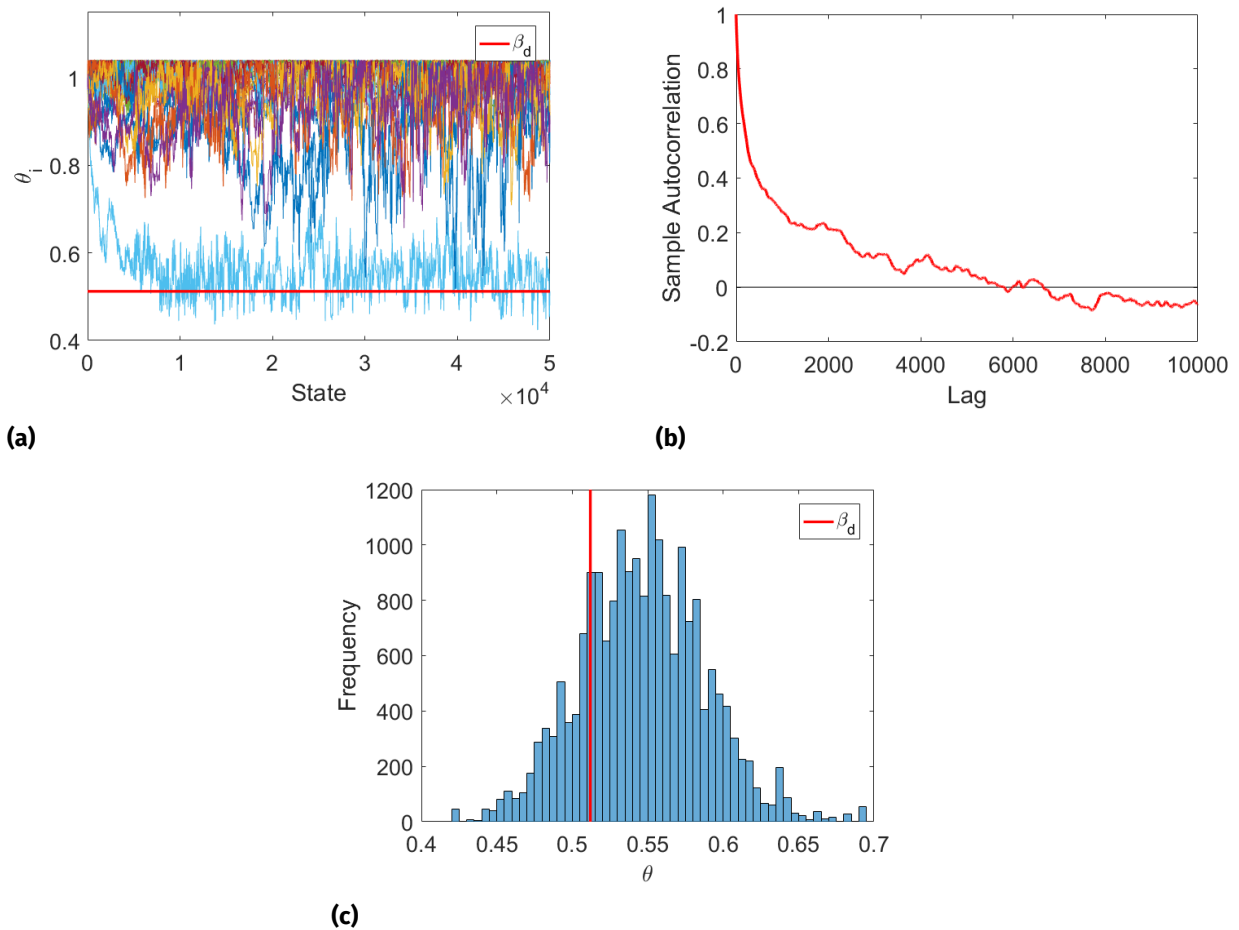 β_d
1
0.8
0.6
0.4
θ_i
0 1 2 3 4 5
×10^4
State
(a)
1
0.8
0.6
0.4
0.2
0
-0.2
Sample Autocorrelation
0 2000 4000 6000 8000 10000
Lag
(b)
1200
1000
800
600
400
200
0
Frequency
β_d
0.4 0.45 0.5 0.55 0.6 0.65 0.7
θ
(c)